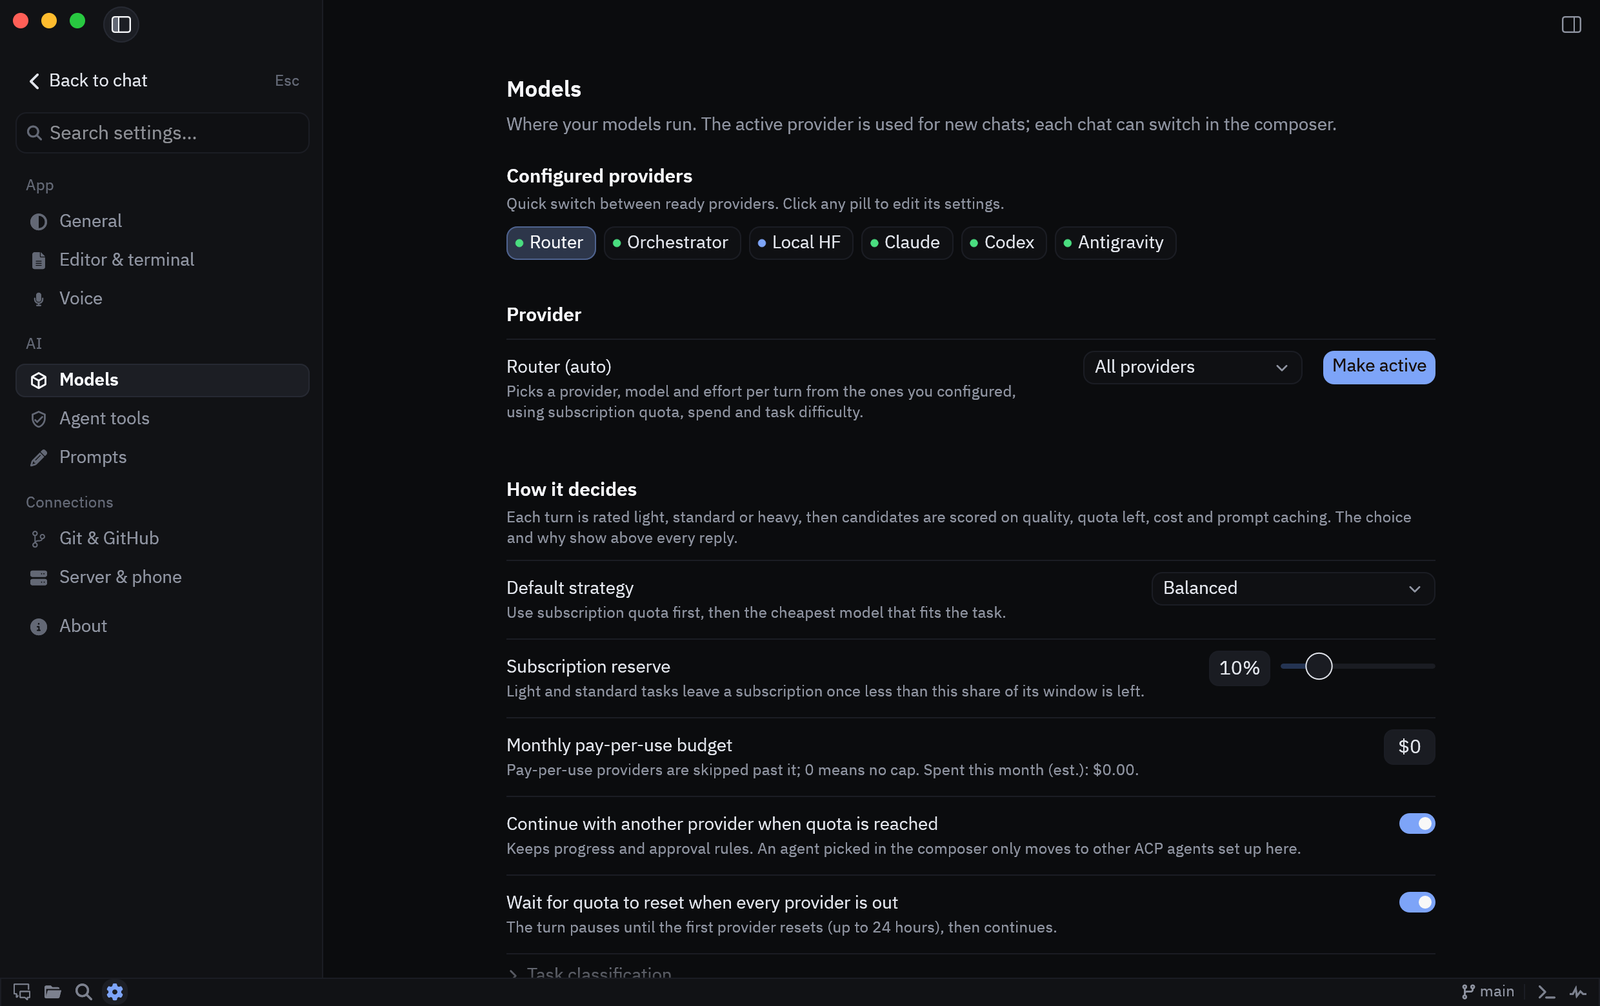 Back to chat
Esc
Search settings...
App
General
Editor & terminal
Voice
AI
Models
Agent tools
Prompts
Connections
Git & GitHub
Server & phone
About
Models
Where your models run. The active provider is used for new chats; each chat can switch in the composer.
Configured providers
Quick switch between ready providers. Click any pill to edit its settings.
Router
Orchestrator
Local HF
Claude
Codex
Antigravity
Provider
Router (auto)
All providers
Make active
Picks a provider, model and effort per turn from the ones you configured,
using subscription quota, spend and task difficulty.
How it decides
Each turn is rated light, standard or heavy, then candidates are scored on quality, quota left, cost and prompt caching. The choice
and why show above every reply.
Default strategy
Balanced
Use subscription quota first, then the cheapest model that fits the task.
Subscription reserve
10%
Light and standard tasks leave a subscription once less than this share of its window is left.
Monthly pay-per-use budget
$0
Pay-per-use providers are skipped past it; 0 means no cap. Spent this month (est.): $0.00.
Continue with another provider when quota is reached
Keeps progress and approval rules. An agent picked in the composer only moves to other ACP agents set up here.
Wait for quota to reset when every provider is out
The turn pauses until the first provider resets (up to 24 hours), then continues.
Task classification
main